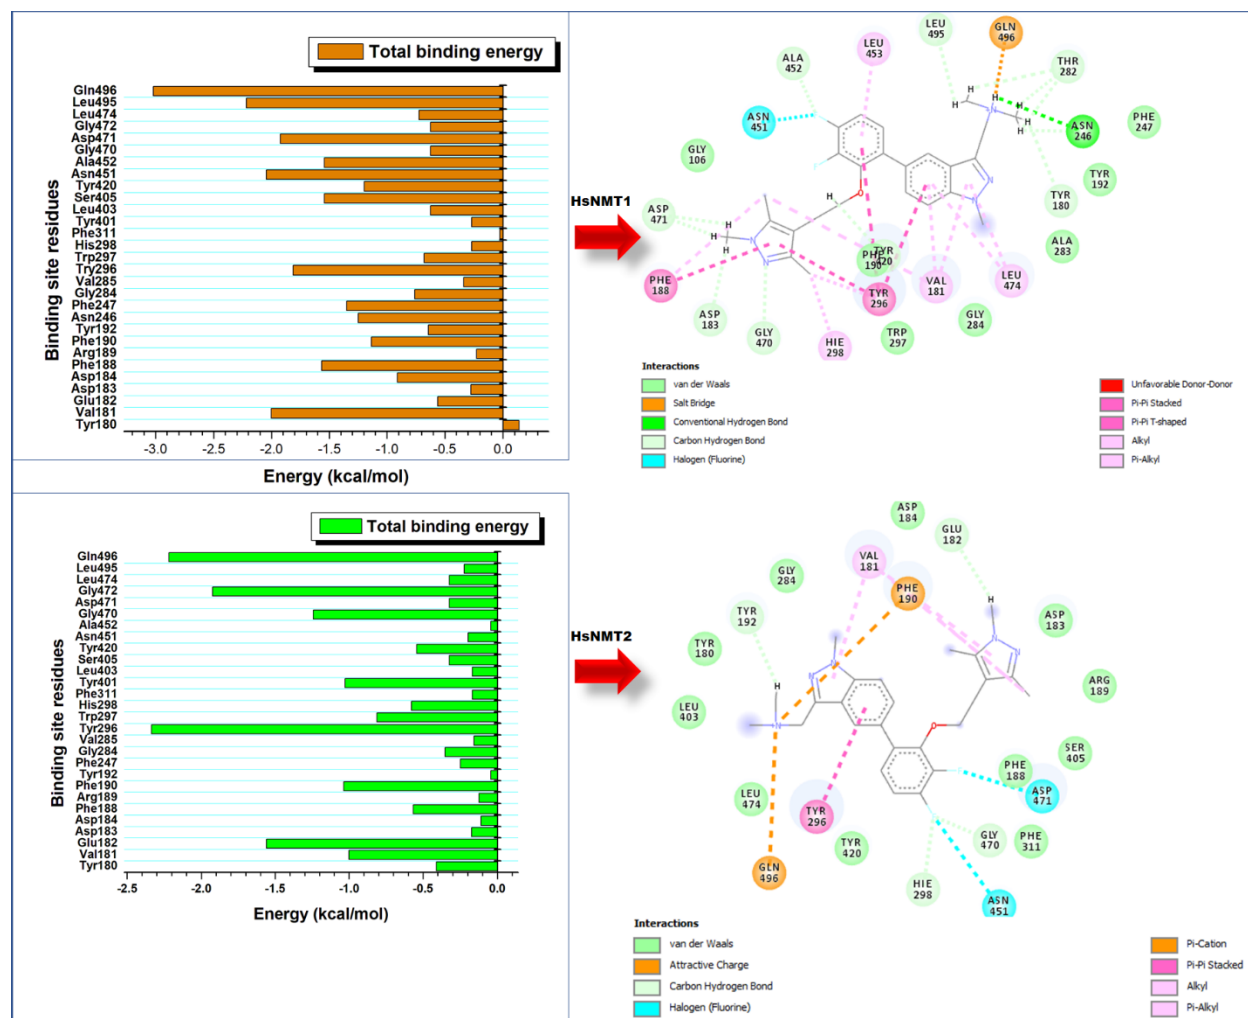 Total binding energy
Binding site residues
Gln496
Leu495
Leu474
Gly472
Asp471
Gly470
Ala452
Asn451
Tyr420
Ser405
Leu403
Tyr401
Phe311
His298
Trp297
Try296
Val285
Gly284
Phe247
Asn246
Tyr192
Phe190
Arg189
Phe188
Asp184
Asp183
Glu182
Val181
Tyr180
-3.0 -2.5 -2.0 -1.5 -1.0 -0.5 0.0
Energy (kcal/mol)
HsNMT1
LEU 495
GLN 496
LEU 453
ALA 452
THR 282
ASN 451
ASN 246
PHE 247
GLY 106
TYR 192
TYR 180
ASP 471
ALA 283
PHE 190
TYR 420
PHE 188
TYR 296
VAL 181
LEU 474
ASP 183
GLY 470
HIE 298
TRP 297
GLY 284
H
H
H
H
H
H
H
H
N
N
N
N
O
Interactions
van der Waals
Salt Bridge
Conventional Hydrogen Bond
Carbon Hydrogen Bond
Halogen (Fluorine)
Unfavorable Donor-Donor
Pi-Pi Stacked
Pi-Pi T-shaped
Alkyl
Pi-Alkyl
Total binding energy
Binding site residues
Gln496
Leu495
Leu474
Gly472
Asp471
Gly470
Ala452
Asn451
Tyr420
Ser405
Leu403
Tyr401
Phe311
His298
Trp297
Tyr296
Val285
Gly284
Phe247
Tyr192
Phe190
Arg189
Phe188
Asp184
Asp183
Glu182
Val181
Tyr180
-2.5 -2.0 -1.5 -1.0 -0.5 0.0
Energy (kcal/mol)
HsNMT2
ASP 184
GLU 182
VAL 181
GLY 284
PHE 190
TYR 192
ASP 183
TYR 180
ARG 189
LEU 403
SER 405
PHE 188
ASP 471
LEU 474
TYR 296
TYR 420
GLY 470
PHE 311
GLN 496
HIE 298
ASN 451
H
H
N
N
N
N
N
O
Interactions
van der Waals
Attractive Charge
Carbon Hydrogen Bond
Halogen (Fluorine)
Pi-Cation
Pi-Pi Stacked
Alkyl
Pi-Alkyl